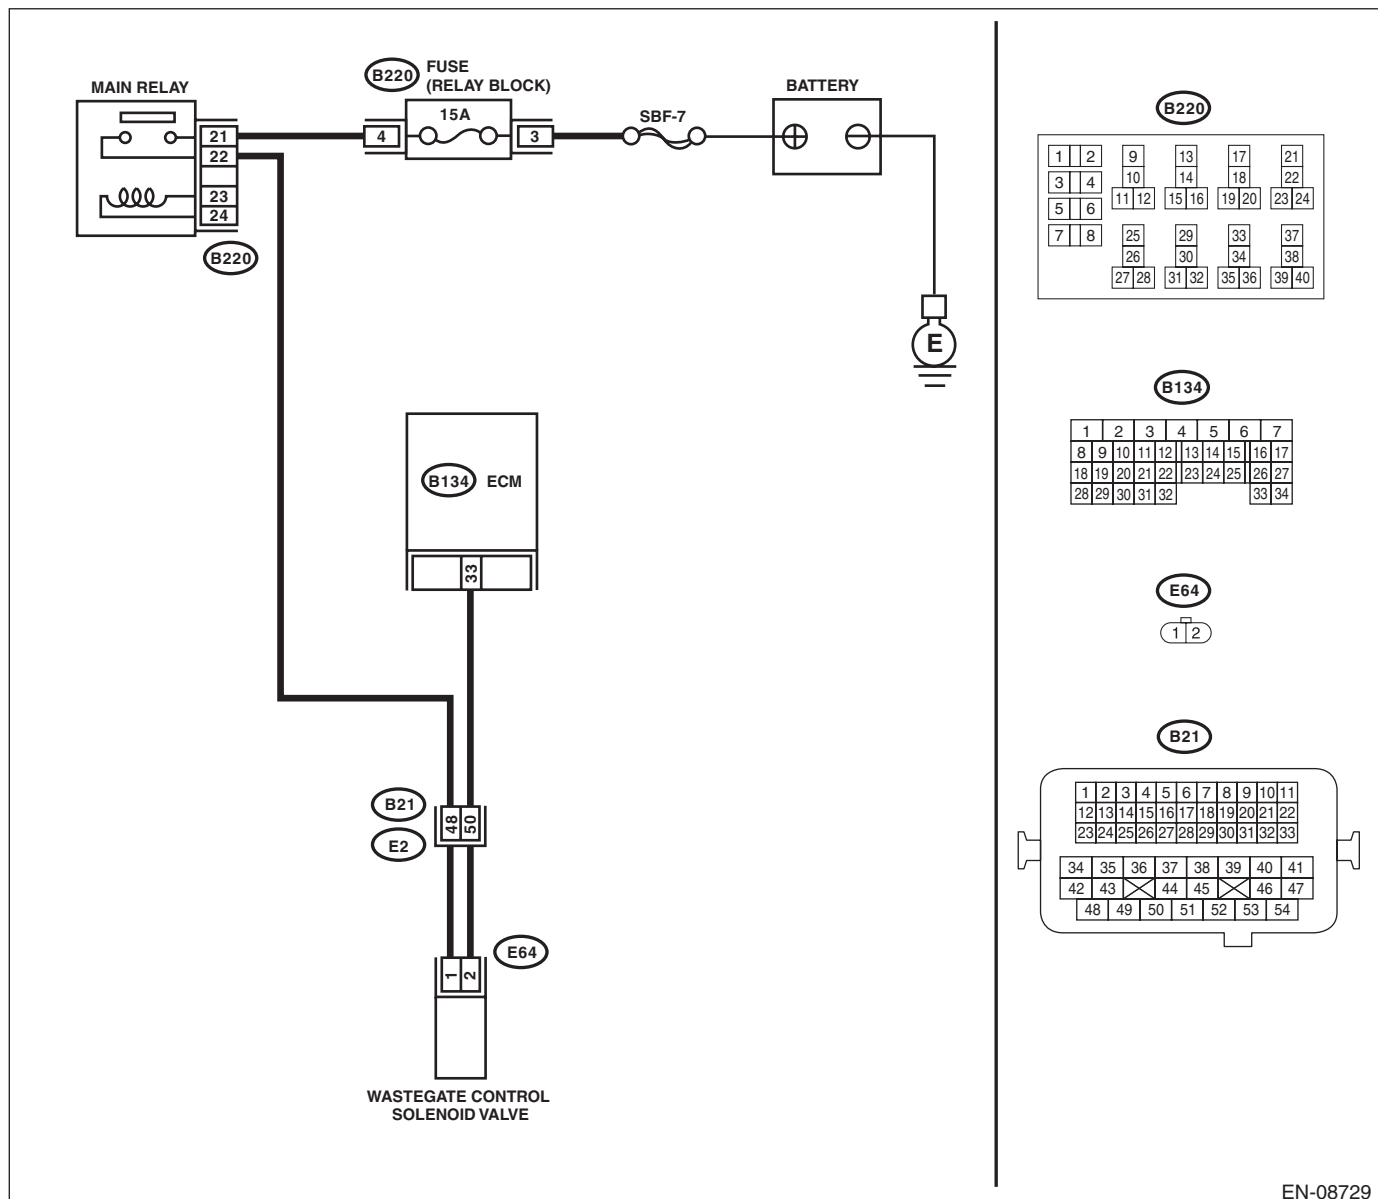 MAIN RELAY
B220
FUSE
(RELAY BLOCK)
15A
SBF-7
BATTERY
21
22
23
24
4
3
B220
E
B134 ECM
33
B21
E2
48 50
E64
1 2
WASTEGATE CONTROL
SOLENOID VALVE
B220
1 2 9 13 17 21
10 14 18 22
3 4
11 12 15 16 19 20 23 24
5 6
7 8 25 29 33 37
26 30 34 38
27 28 31 32 35 36 39 40
B134
1 2 3 4 5 6 7
8 9 10 11 12 13 14 15 16 17
18 19 20 21 22 23 24 25 26 27
28 29 30 31 32 33 34
E64
1 2
B21
1 2 3 4 5 6 7 8 9 10 11
12 13 14 15 16 17 18 19 20 21 22
23 24 25 26 27 28 29 30 31 32 33
34 35 36 37 38 39 40 41
42 43 44 45 46 47
48 49 50 51 52 53 54
EN-08729